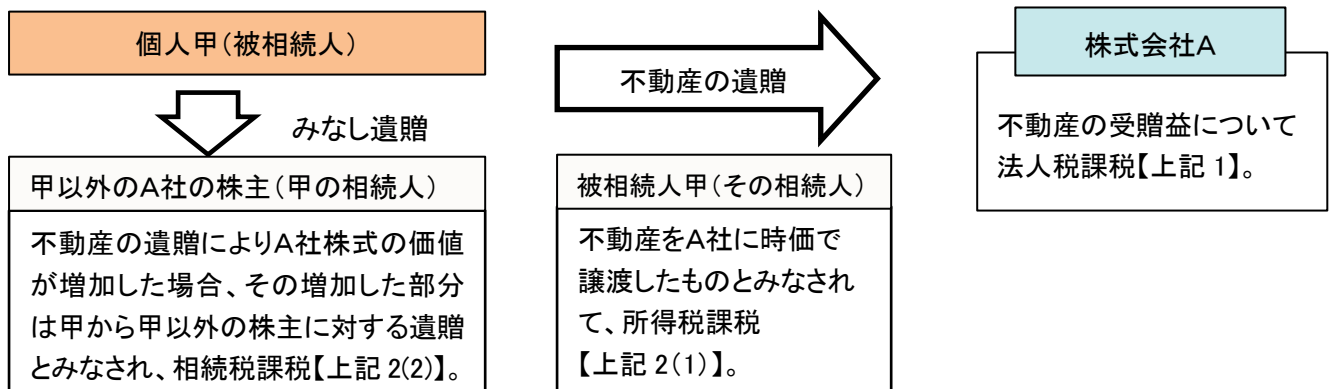 個人甲(被相続人)
みなし遺贈
甲以外のA社の株主(甲の相続人)
不動産の遺贈によりA社株式の価値
が増加した場合、その増加した部分
は甲から甲以外の株主に対する遺贈
とみなされ、相続税課税【上記 2(2)】。
不動産の遺贈
被相続人甲(その相続人)
不動産をA社に時価で
譲渡したものとみなされ
て、所得税課税
【上記 2(1)】。
株式会社A
不動産の受贈益について
法人税課税【上記 1】。